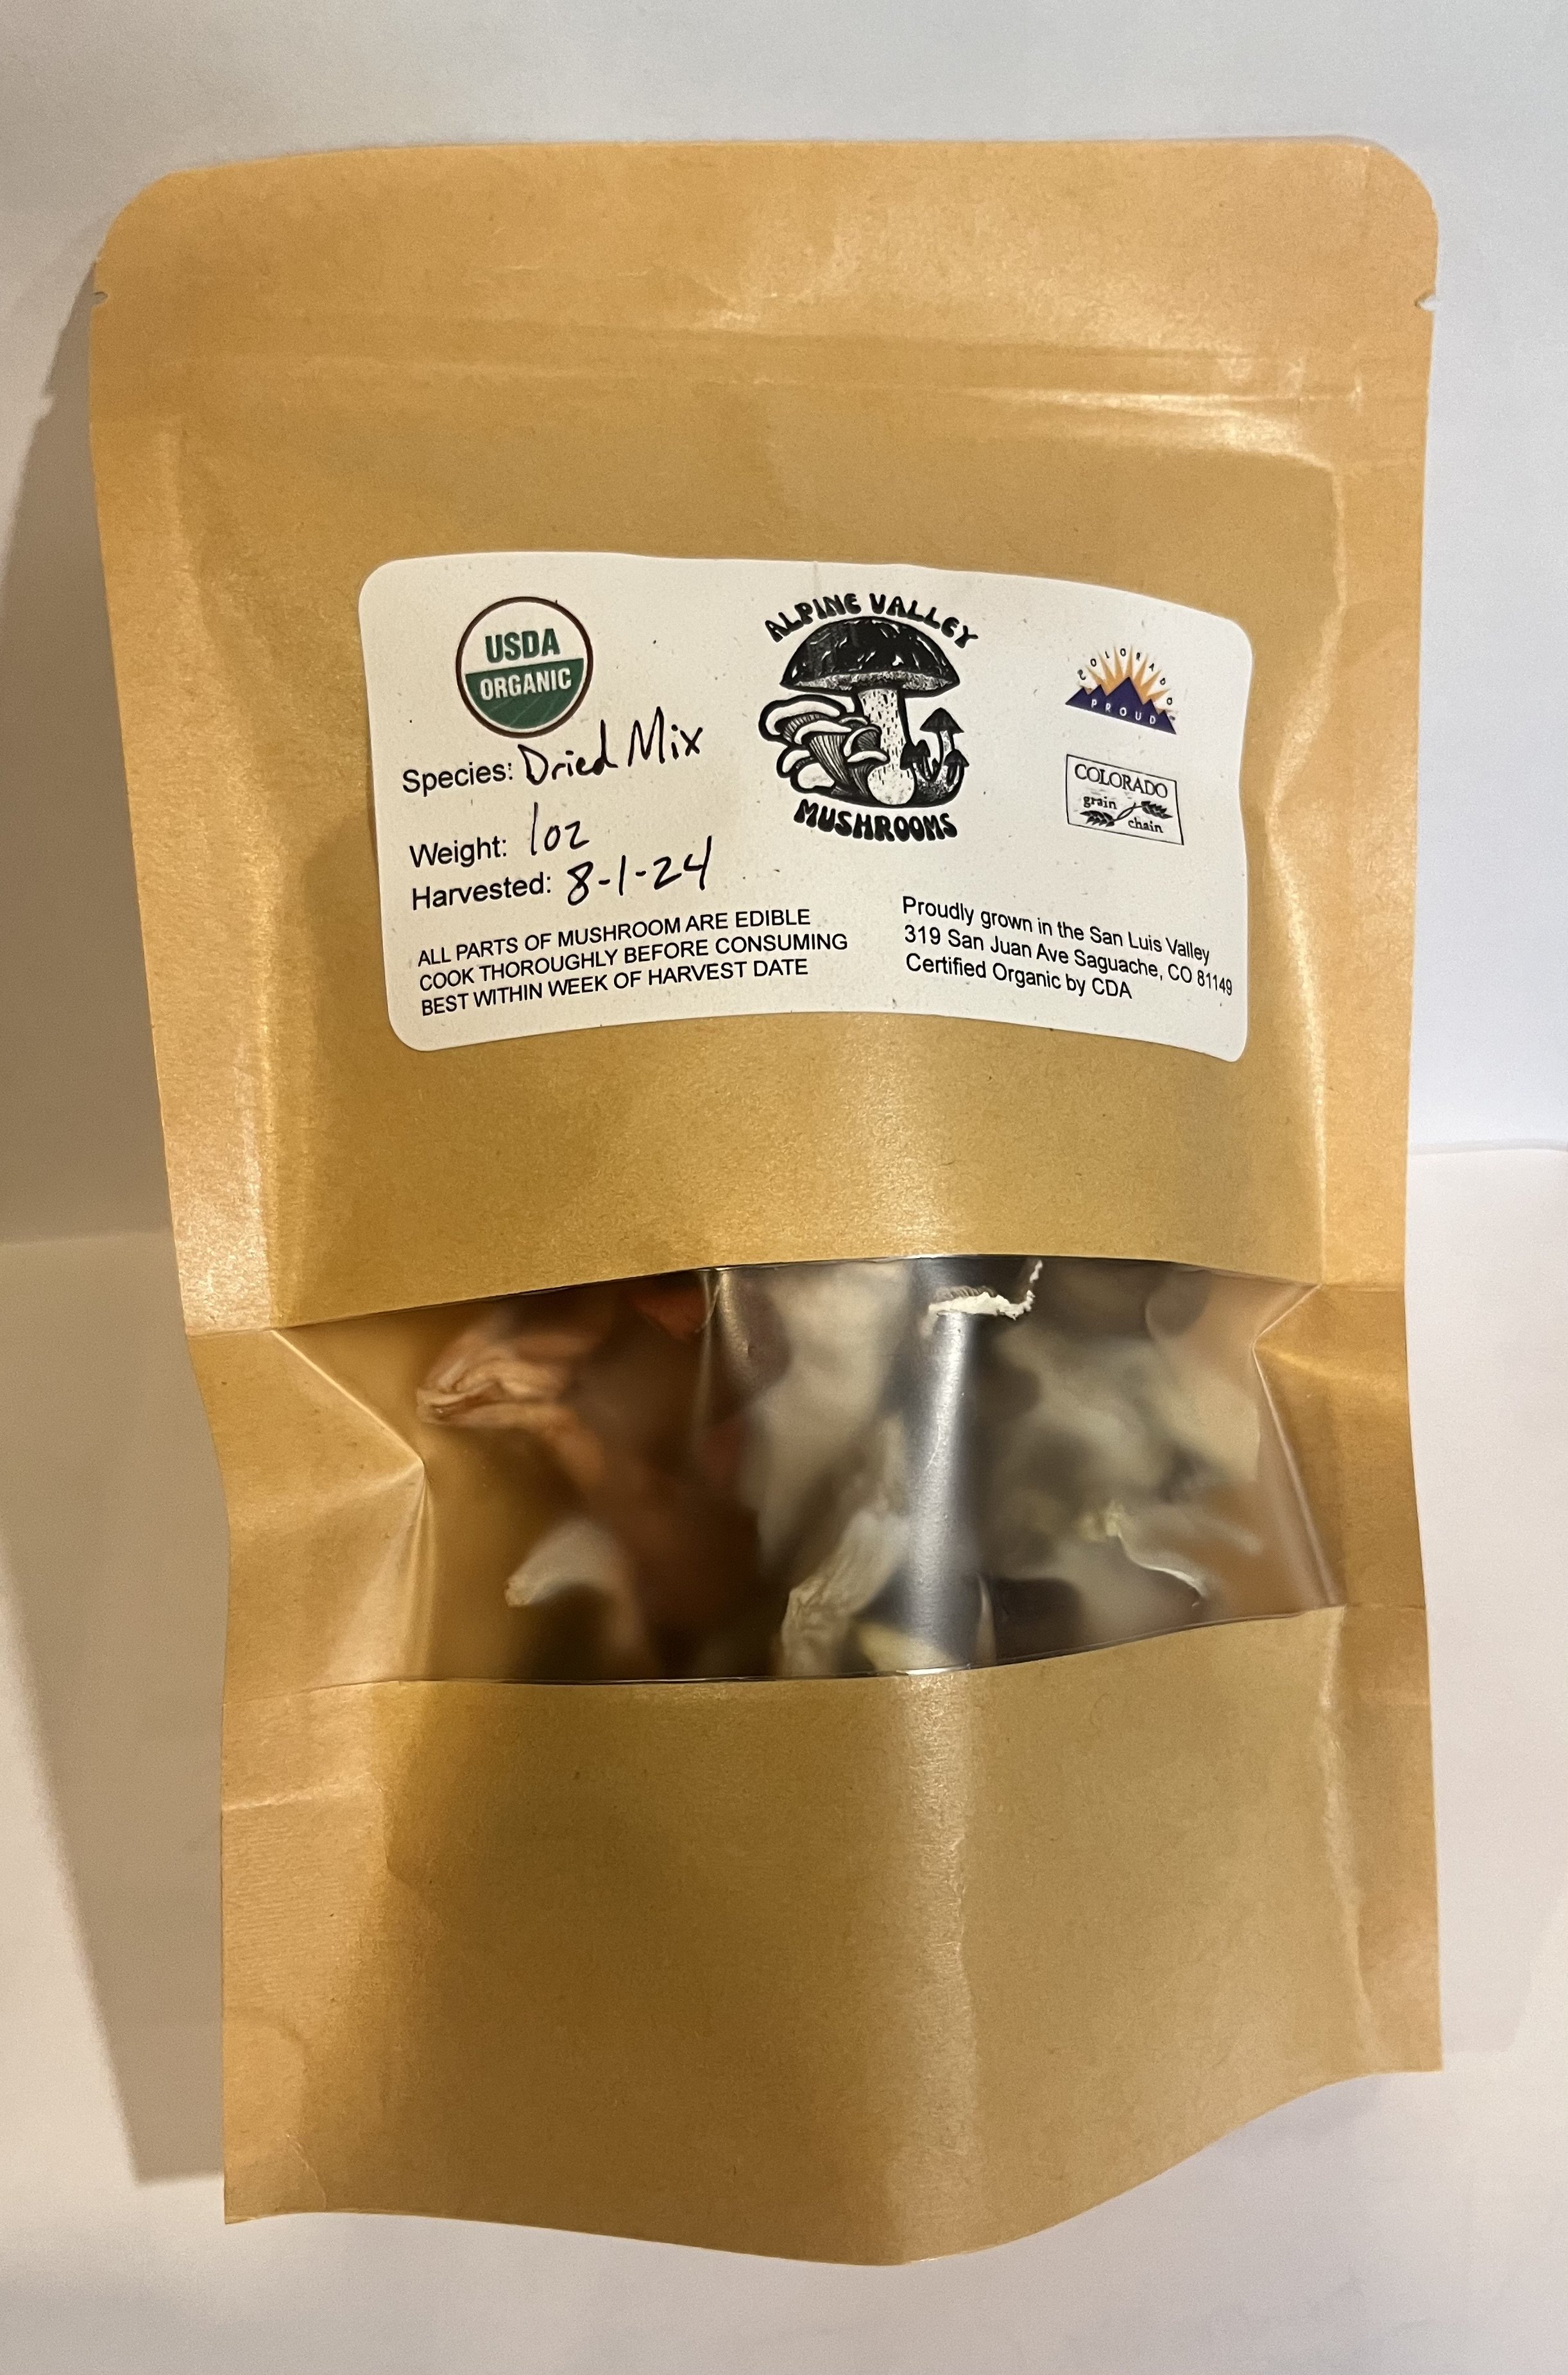 USDA
ORGANIC
ALPINE VALLEY
MUSHROOMS
COLORADO
PROUD
COLORADO
grain
chain
Species: Dried Mix
Weight: 1oz
Harvested: 8-1-24
ALL PARTS OF MUSHROOM ARE EDIBLE
COOK THOROUGHLY BEFORE CONSUMING
BEST WITHIN WEEK OF HARVEST DATE
Proudly grown in the San Luis Valley
319 San Juan Ave Saguache, CO 81149
Certified Organic by CDA